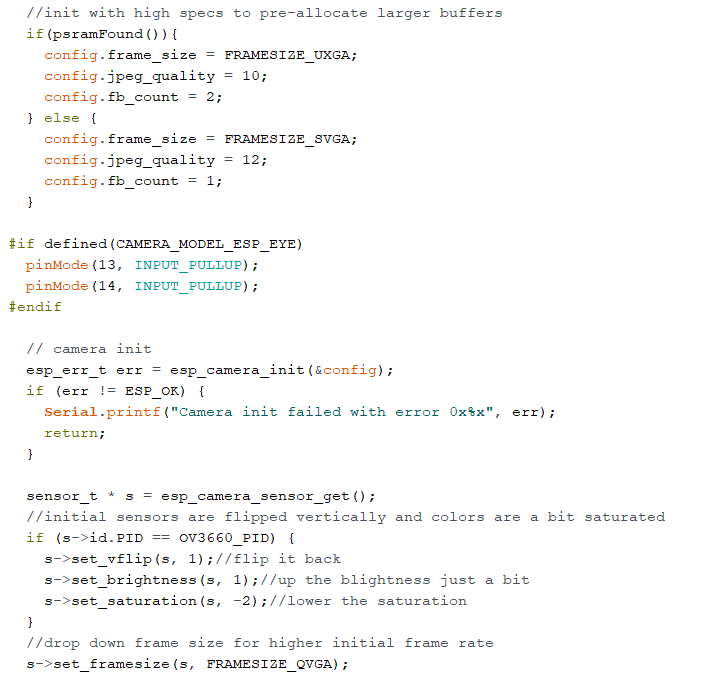 //init with high specs to pre-allocate larger buffers
if(psramFound()){
config.frame_size = FRAMESIZE_UXGA;
config.jpeg_quality = 10;
config.fb_count = 2;
} else {
config.frame_size = FRAMESIZE_SVGA;
config.jpeg_quality = 12;
config.fb_count = 1;
}
#if defined(CAMERA_MODEL_ESP_EYE)
pinMode(13, INPUT_PULLUP);
pinMode(14, INPUT_PULLUP);
#endif
// camera init
esp_err_t err = esp_camera_init(&config);
if (err != ESP_OK) {
Serial.printf("Camera init failed with error 0x%x", err);
return;
}
sensor_t * s = esp_camera_sensor_get();
//initial sensors are flipped vertically and colors are a bit saturated
if (s->id.PID == OV3660_PID) {
s->set_vflip(s, 1);//flip it back
s->set_brightness(s, 1);//up the blightness just a bit
s->set_saturation(s, -2);//lower the saturation
}
//drop down frame size for higher initial frame rate
s->set_framesize(s, FRAMESIZE_QVGA);